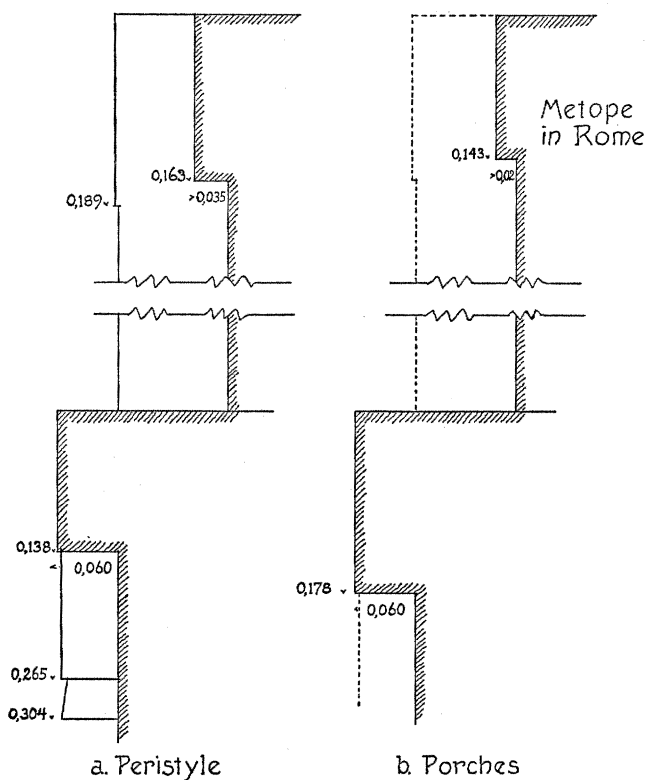 Metope
in Rome
0,143
>0,02
0,163
>0,035
0,189
0,138
0,060
0,178
0,060
0,265
0,304
a. Peristyle
b. Porches